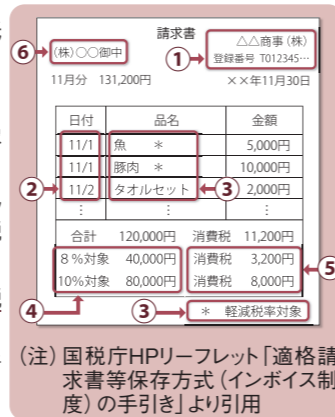 請求書
⑥ (株)○○御中
① △△商事(株)
登録番号 T012345…
11月分 131,200円 ××年11月30日
日付 品名 金額
11/1 魚 * 5,000円
11/1 豚肉 * 10,000円
② 11/2 タオルセット ③ 2,000円
⋮ ⋮ ⋮
合計 120,000円 消費税 11,200円
8%対象 40,000円 消費税 3,200円
10%対象 80,000円 消費税 8,000円
⑤
④ ③ * 軽減税率対象
(注)国税庁HPリーフレット「適格請
求書等保存方式(インボイス制
度)の手引き」より引用